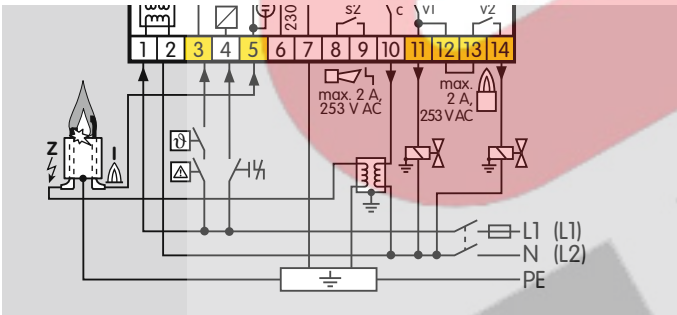 230 s2 c V1 v2
1 2 3 4 5 6 7 8 9 10 11 12 13 14
max. 2 A,
253 V AC
max.
2 A,
253 V AC
Z I
ϑ
L1 (L1)
N (L2)
PE